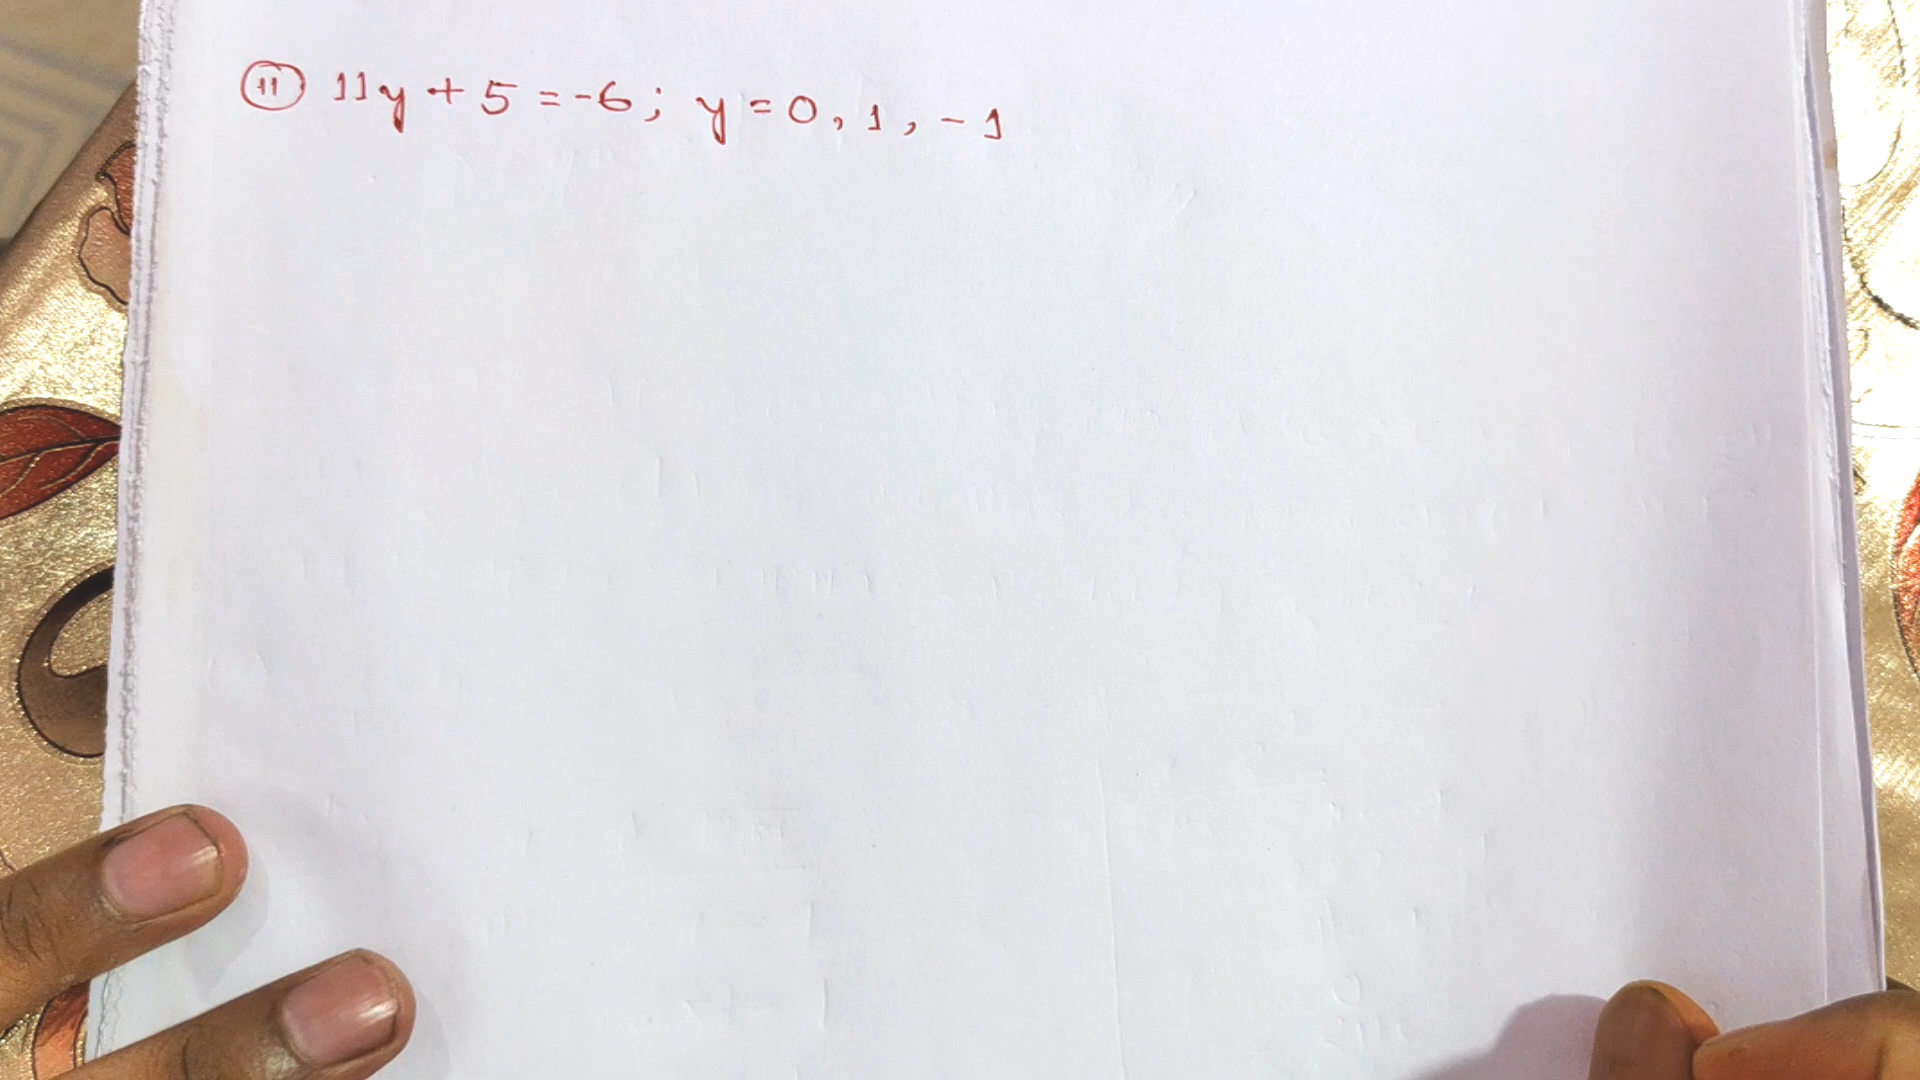 11 11y + 5 = -6; y = 0, 1, -1